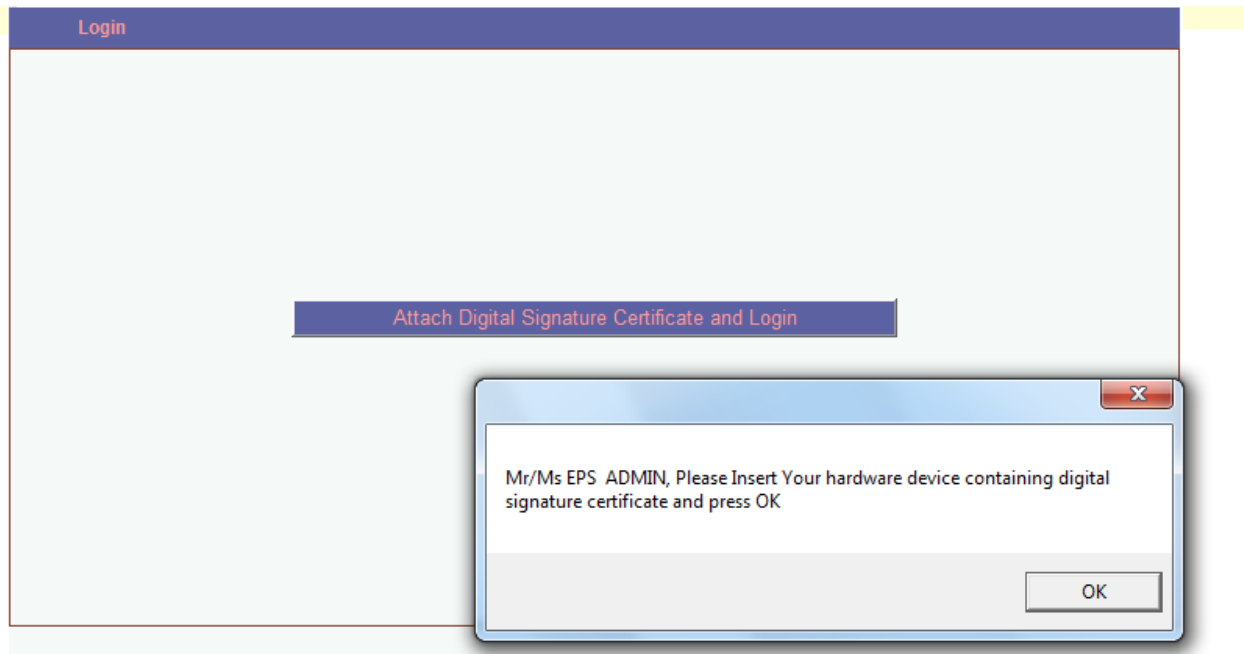 Login
Attach Digital Signature Certificate and Login
Mr/Ms EPS  ADMIN, Please Insert Your hardware device containing digital
signature certificate and press OK
OK